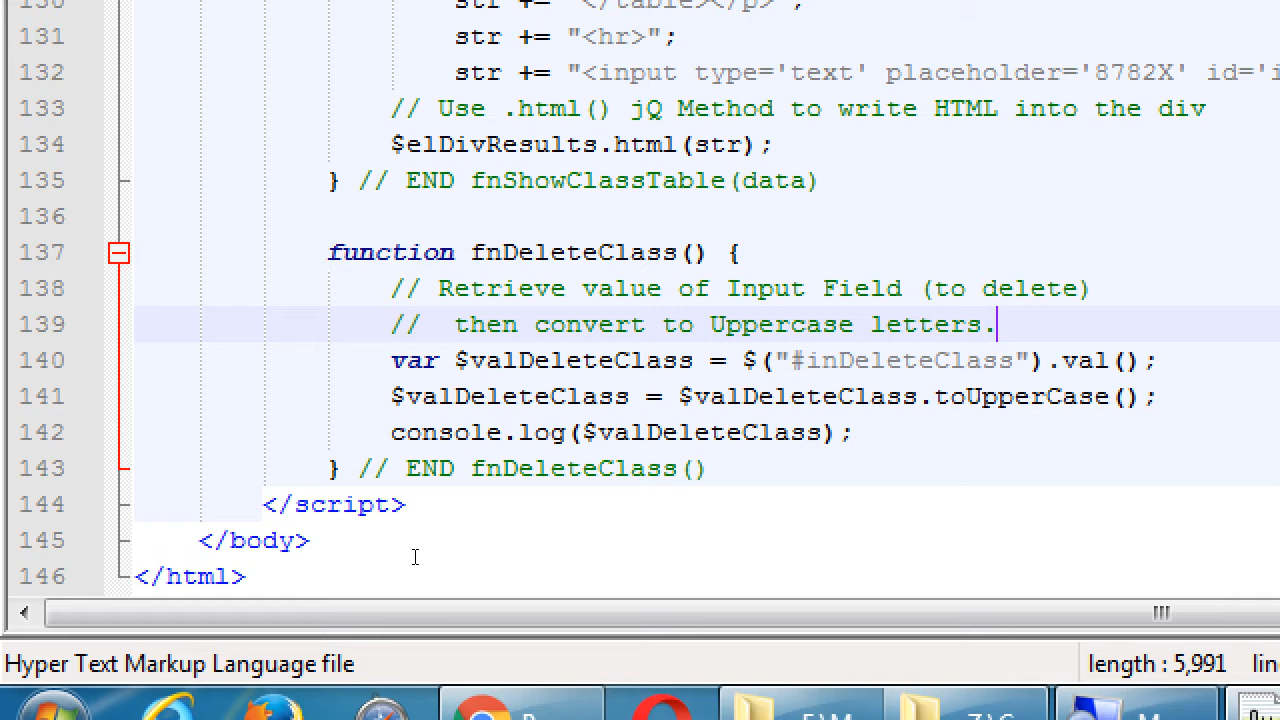 130 str += "</table></p>";
131 str += "<hr>";
132 str += "<input type='text' placeholder='8782X' id='i
133 // Use .html() jQ Method to write HTML into the div
134 $elDivResults.html(str);
135 } // END fnShowClassTable(data)
136
137 function fnDeleteClass() {
138 // Retrieve value of Input Field (to delete)
139 //  then convert to Uppercase letters.
140 var $valDeleteClass = $("#inDeleteClass").val();
141 $valDeleteClass = $valDeleteClass.toUpperCase();
142 console.log($valDeleteClass);
143 } // END fnDeleteClass()
144 </script>
145 </body>
146 </html>
Hyper Text Markup Language file length : 5,991 lin